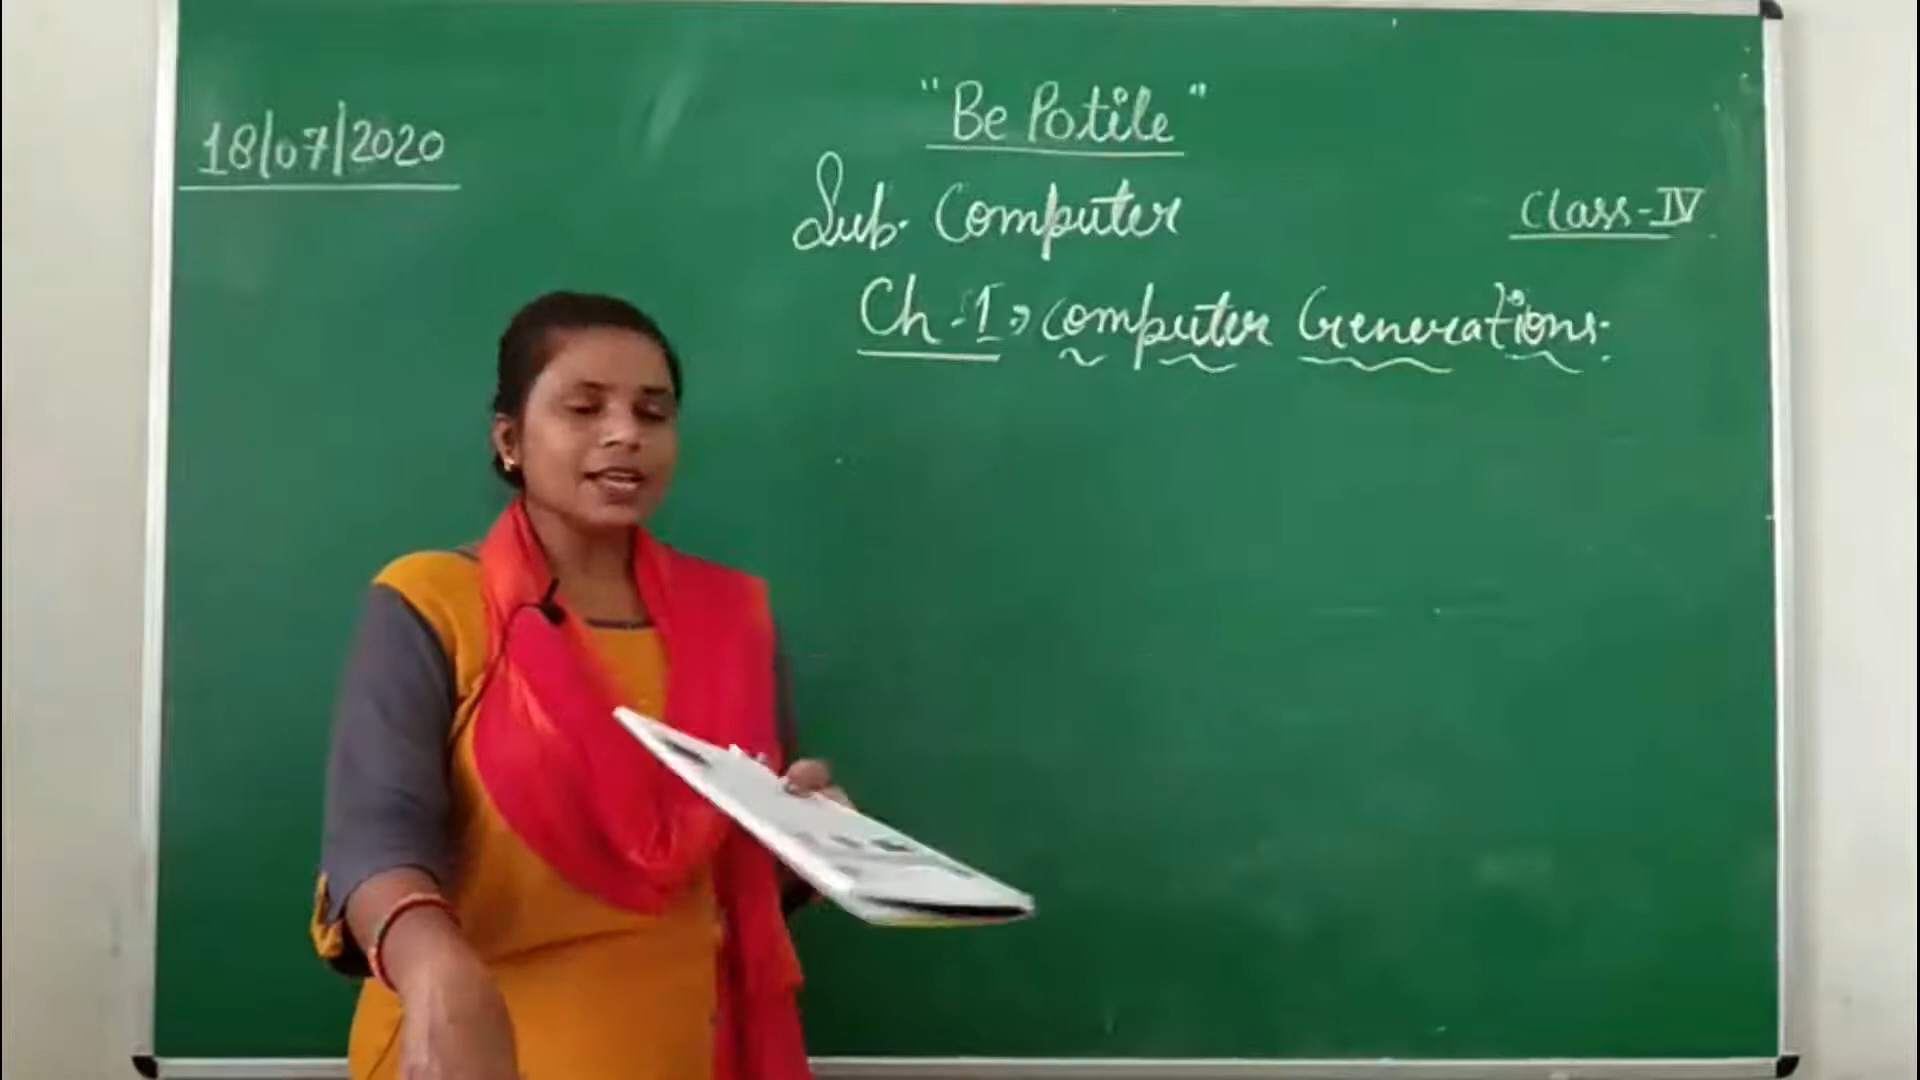 "Be Potile"
18/07/2020
Sub. Computer
Class-IV
Ch-1 → Computer Generations.